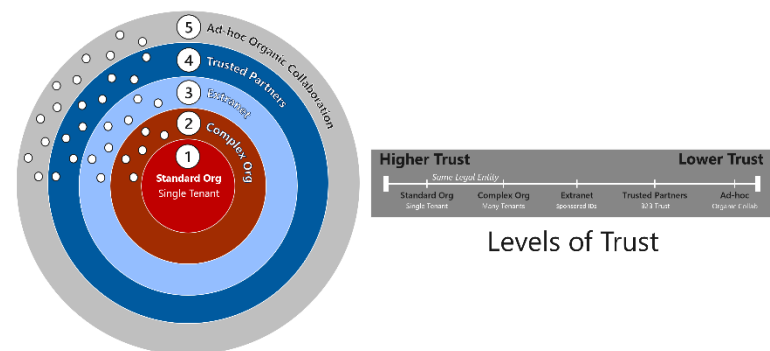 5
Ad-hoc Organic Collaboration
4
Trusted Partners
3
Extranet
2
Complex Org
1
Standard Org
Single Tenant
Higher Trust
Lower Trust
Same Legal Entity
Standard Org
Complex Org
Extranet
Trusted Partners
Ad-hoc
Single Tenant
Many Tenants
Sponsored IDs
B2B Trust
Organic Collab
Levels of Trust